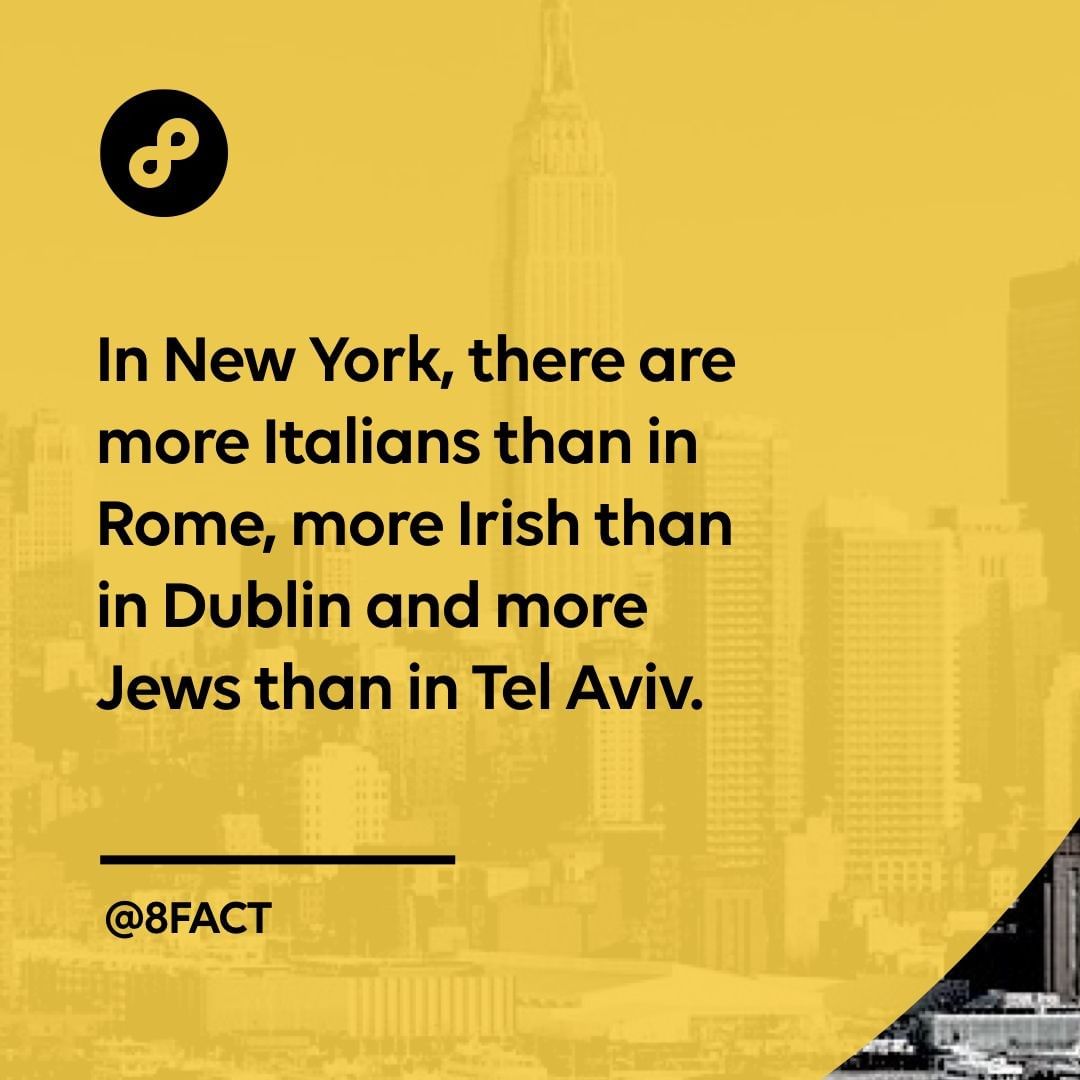 In New York, there are
more Italians than in
Rome, more Irish than
in Dublin and more
Jews than in Tel Aviv.
@8FACT